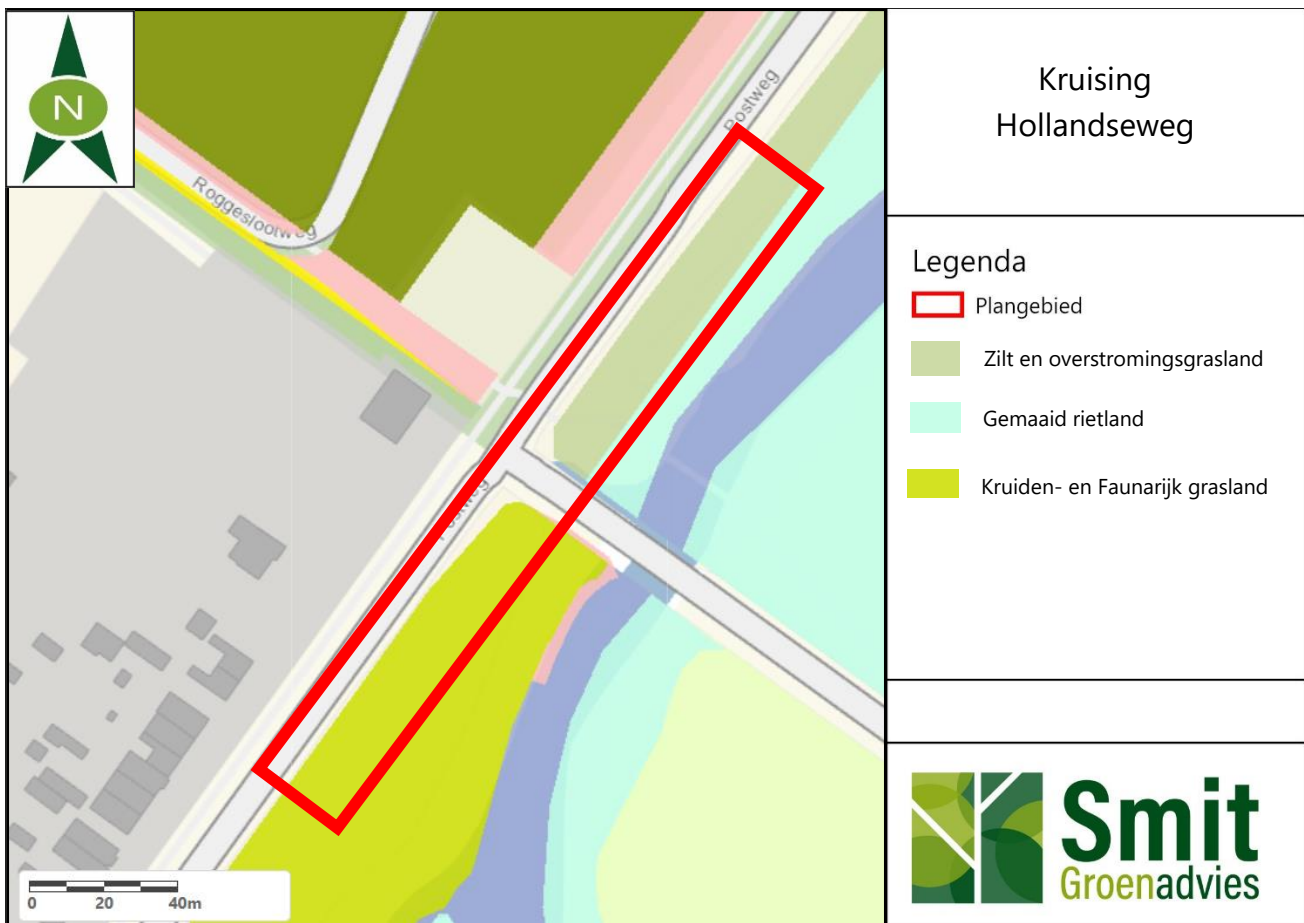 N
Postweg
Roggeslootweg
Postweg
0 20 40m
Kruising
Hollandseweg
Legenda
Plangebied
Zilt en overstromingsgrasland
Gemaaid rietland
Kruiden- en Faunarijk grasland
Smit
Groenadvies